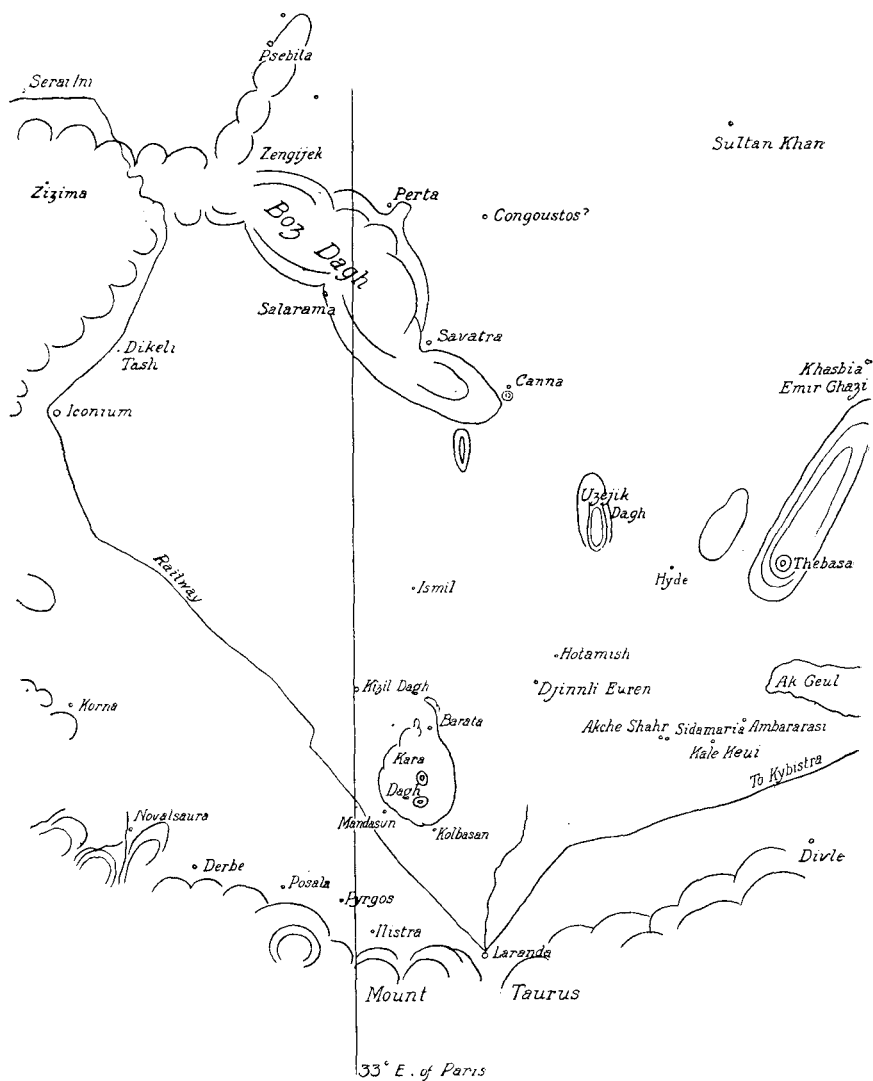 Psebila
Serai Ini
Sultan Khan
Zengijek
Zizima
Perta
Congoustos?
Boz Dagh
Salarama
Savatra
Dikeli
Tash
Khasbia
Emir Ghazi
Canna
Iconium
Uzejik
Dagh
Thebasa
Hyde
Railway
Ismil
Hotamish
Ak Geul
Kizil Dagh
Djinnli Euren
Korna
Barata
Akche Shahr
Sidamaria
Ambararasi
Kale Keui
Kara
Dagh
To Kybistra
Mandasun
Novalsaura
Kolbasan
Divle
Derbe
Posala
Pyrgos
Ilistra
Laranda
Mount Taurus
33° E. of Paris